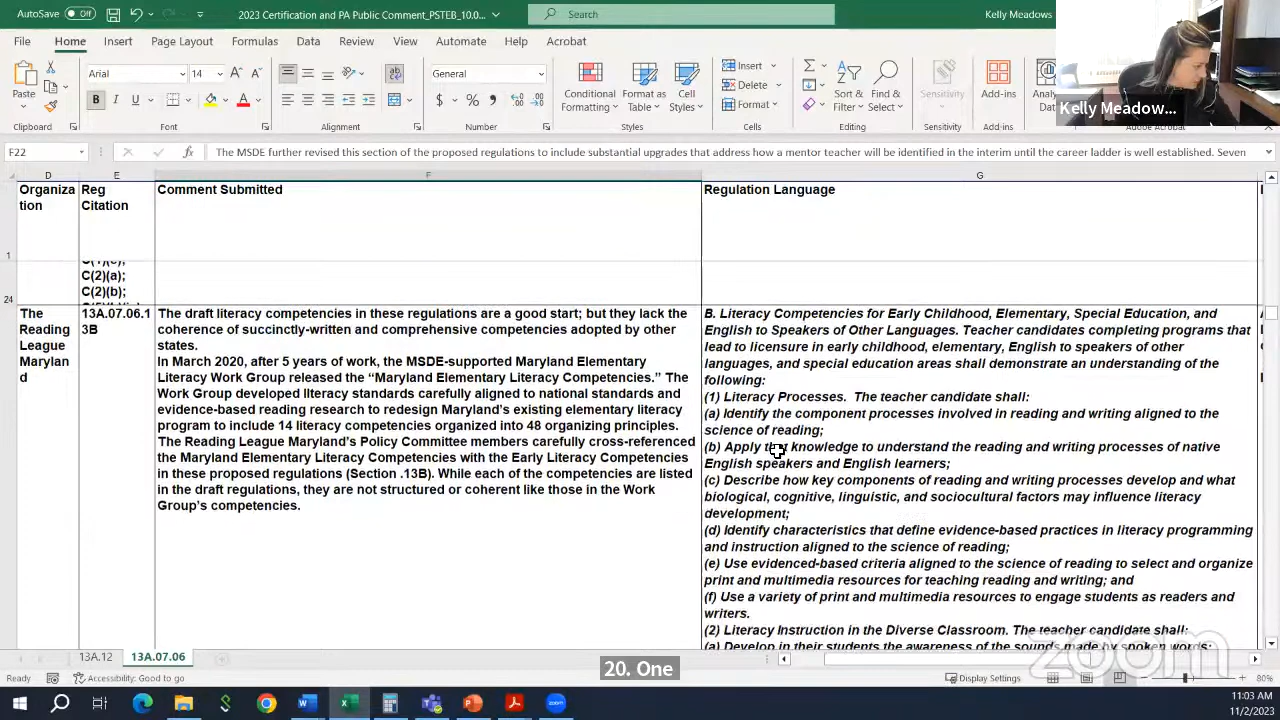 AutoSave Off
2023 Certification and PA Public Comment_PSTEB_10.0...
Search
Kelly Meadows
File Home Insert Page Layout Formulas Data Review View Automate Help Acrobat
Paste
Arial
14
B I U
General
Conditional Formatting
Format as Table
Cell Styles
Insert
Delete
Format
Sort & Filter
Find & Select
Sensitivity
Add-ins
Clipboard
Font
Alignment
Number
Styles
Cells
Editing
Sensitivity
Add-ins
Kelly Meadow...
F22
The MSDE further revised this section of the proposed regulations to include substantial upgrades that address how a mentor teacher will be identified in the interim until the career ladder is well established. Seven
D E F G
Organiza
tion
Reg
Citation
Comment Submitted
Regulation Language
1
C(2)(a);
C(2)(b);
24
The
Reading
League
Marylan
d
13A.07.06.1
3B
The draft literacy competencies in these regulations are a good start; but they lack the
coherence of succinctly-written and comprehensive competencies adopted by other
states.
In March 2020, after 5 years of work, the MSDE-supported Maryland Elementary
Literacy Work Group released the “Maryland Elementary Literacy Competencies.” The
Work Group developed literacy standards carefully aligned to national standards and
evidence-based reading research to redesign Maryland’s existing elementary literacy
program to include 14 literacy competencies organized into 48 organizing principles.
The Reading League Maryland’s Policy Committee members carefully cross-referenced
the Maryland Elementary Literacy Competencies with the Early Literacy Competencies
in these proposed regulations (Section .13B). While each of the competencies are listed
in the draft regulations, they are not structured or coherent like those in the Work
Group’s competencies.
B. Literacy Competencies for Early Childhood, Elementary, Special Education, and
English to Speakers of Other Languages. Teacher candidates completing programs that
lead to licensure in early childhood, elementary, English to speakers of other
languages, and special education areas shall demonstrate an understanding of the
following:
(1) Literacy Processes. The teacher candidate shall:
(a) Identify the component processes involved in reading and writing aligned to the
science of reading;
(b) Apply that knowledge to understand the reading and writing processes of native
English speakers and English learners;
(c) Describe how key components of reading and writing processes develop and what
biological, cognitive, linguistic, and sociocultural factors may influence literacy
development;
(d) Identify characteristics that define evidence-based practices in literacy programming
and instruction aligned to the science of reading;
(e) Use evidenced-based criteria aligned to the science of reading to select and organize
print and multimedia resources for teaching reading and writing; and
(f) Use a variety of print and multimedia resources to engage students as readers and
writers.
(2) Literacy Instruction in the Diverse Classroom. The teacher candidate shall:
(a) Develop in their students the awareness of the sounds made by spoken words;
zoom
13A.12
13A.07.06
20. One
Ready
Accessibility: Good to go
Display Settings
80%
11:03 AM
11/2/2023